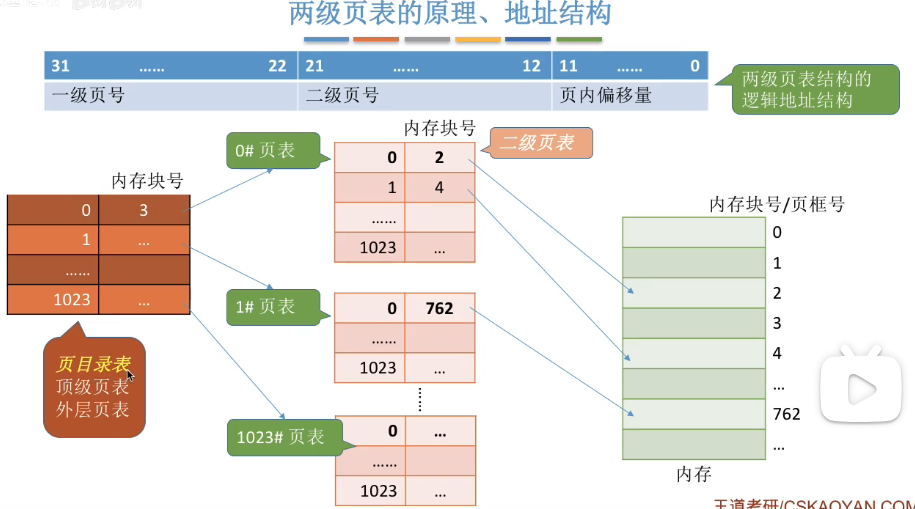 两级页表的原理、地址结构
31 …… 22 21 …… 12 11 …… 0
一级页号 二级页号 页内偏移量
两级页表结构的
逻辑地址结构
内存块号
0 3
1 …
……
1023 …
页目录表
顶级页表
外层页表
0# 页表
内存块号
二级页表
0 2
1 4
……
1023 …
1# 页表
0 762
……
1023 …
1023# 页表
0 …
……
1023 …
内存块号/页框号
0
1
2
3
4
…
762
…
内存
王道考研/CSKAOYAN.COM